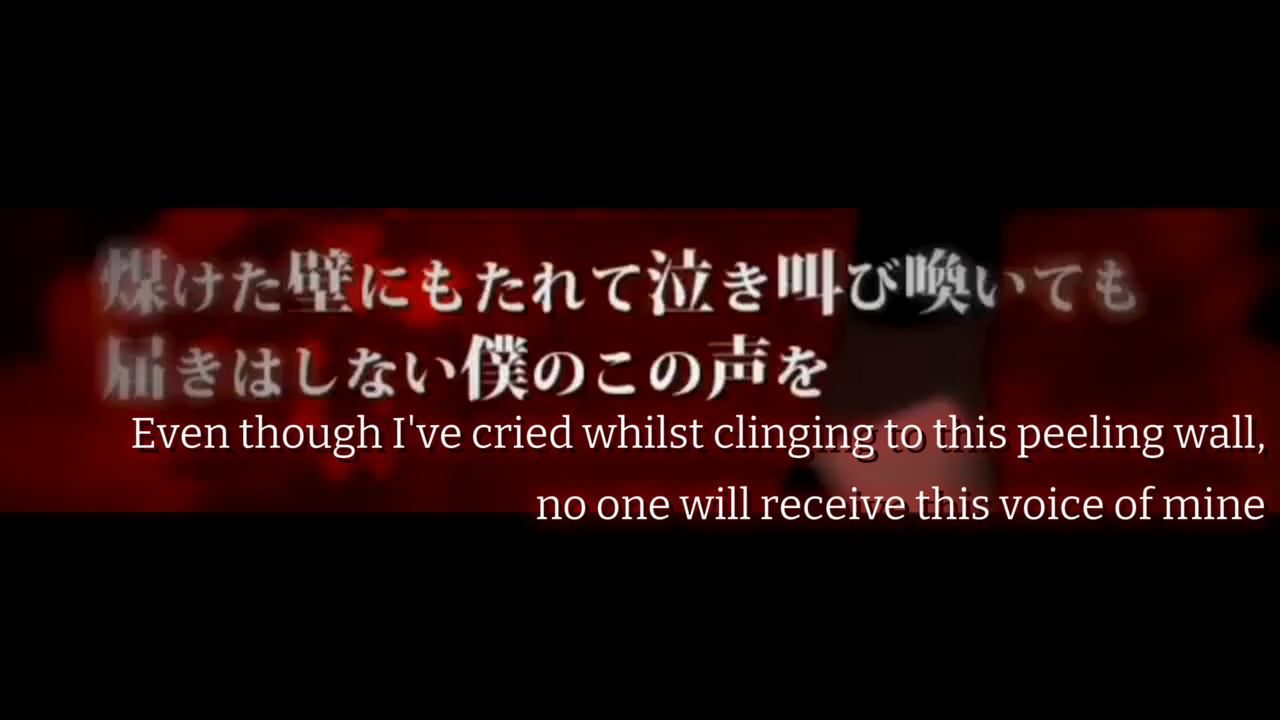 煤けた壁にもたれて泣き叫び喚いても
届きはしない僕のこの声を
Even though I've cried whilst clinging to this peeling wall,
no one will receive this voice of mine